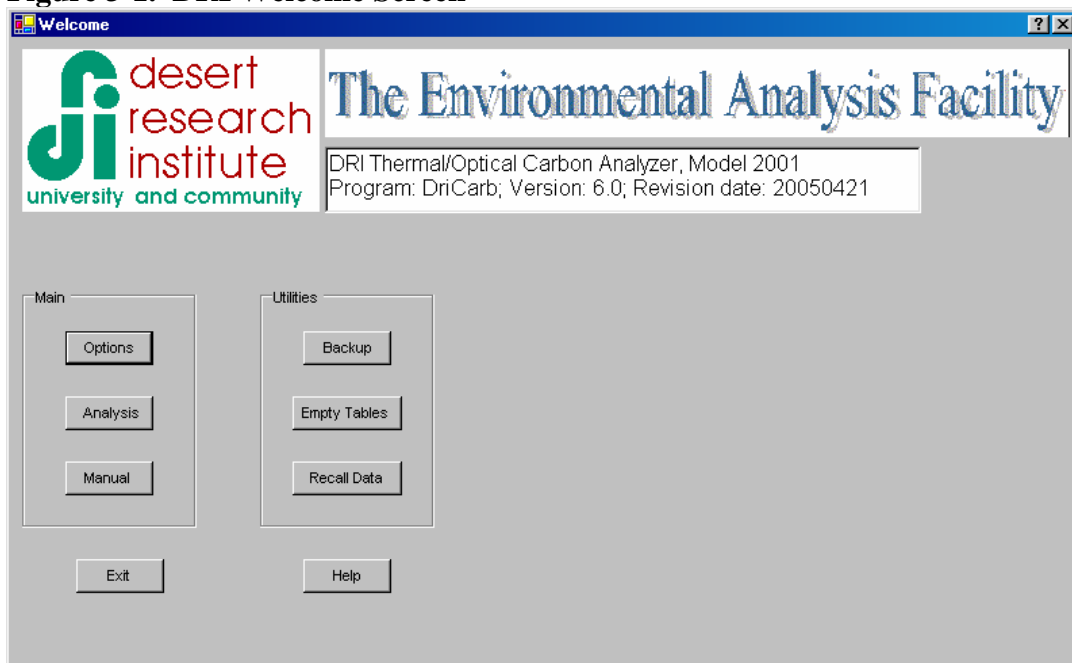 Welcome
desert
research
institute
university and community
The Environmental Analysis Facility
DRI Thermal/Optical Carbon Analyzer, Model 2001
Program: DriCarb; Version: 6.0; Revision date: 20050421
Main
Options
Analysis
Manual
Utilities
Backup
Empty Tables
Recall Data
Exit
Help